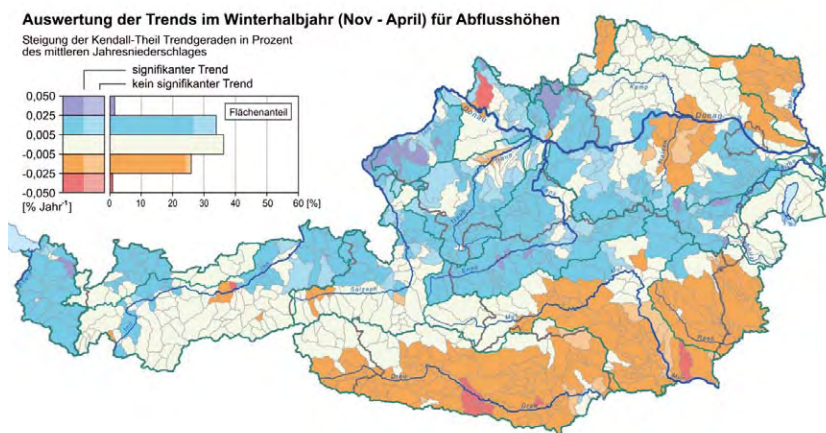 Auswertung der Trends im Winterhalbjahr (Nov - April) für Abflusshöhen
Steigung der Kendall-Theil Trendgeraden in Prozent
des mittleren Jahresniederschlages
signifikanter Trend
kein signifikanter Trend
Flächenanteil
0,050
0,025
0,005
-0,005
-0,025
-0,050
[% Jahr-1]
0 10 20 30 40 50 60 [%]
Kamp
Donau
Donau
Enns
Salzach
Mur
Mur
Raab
Drau
Drau